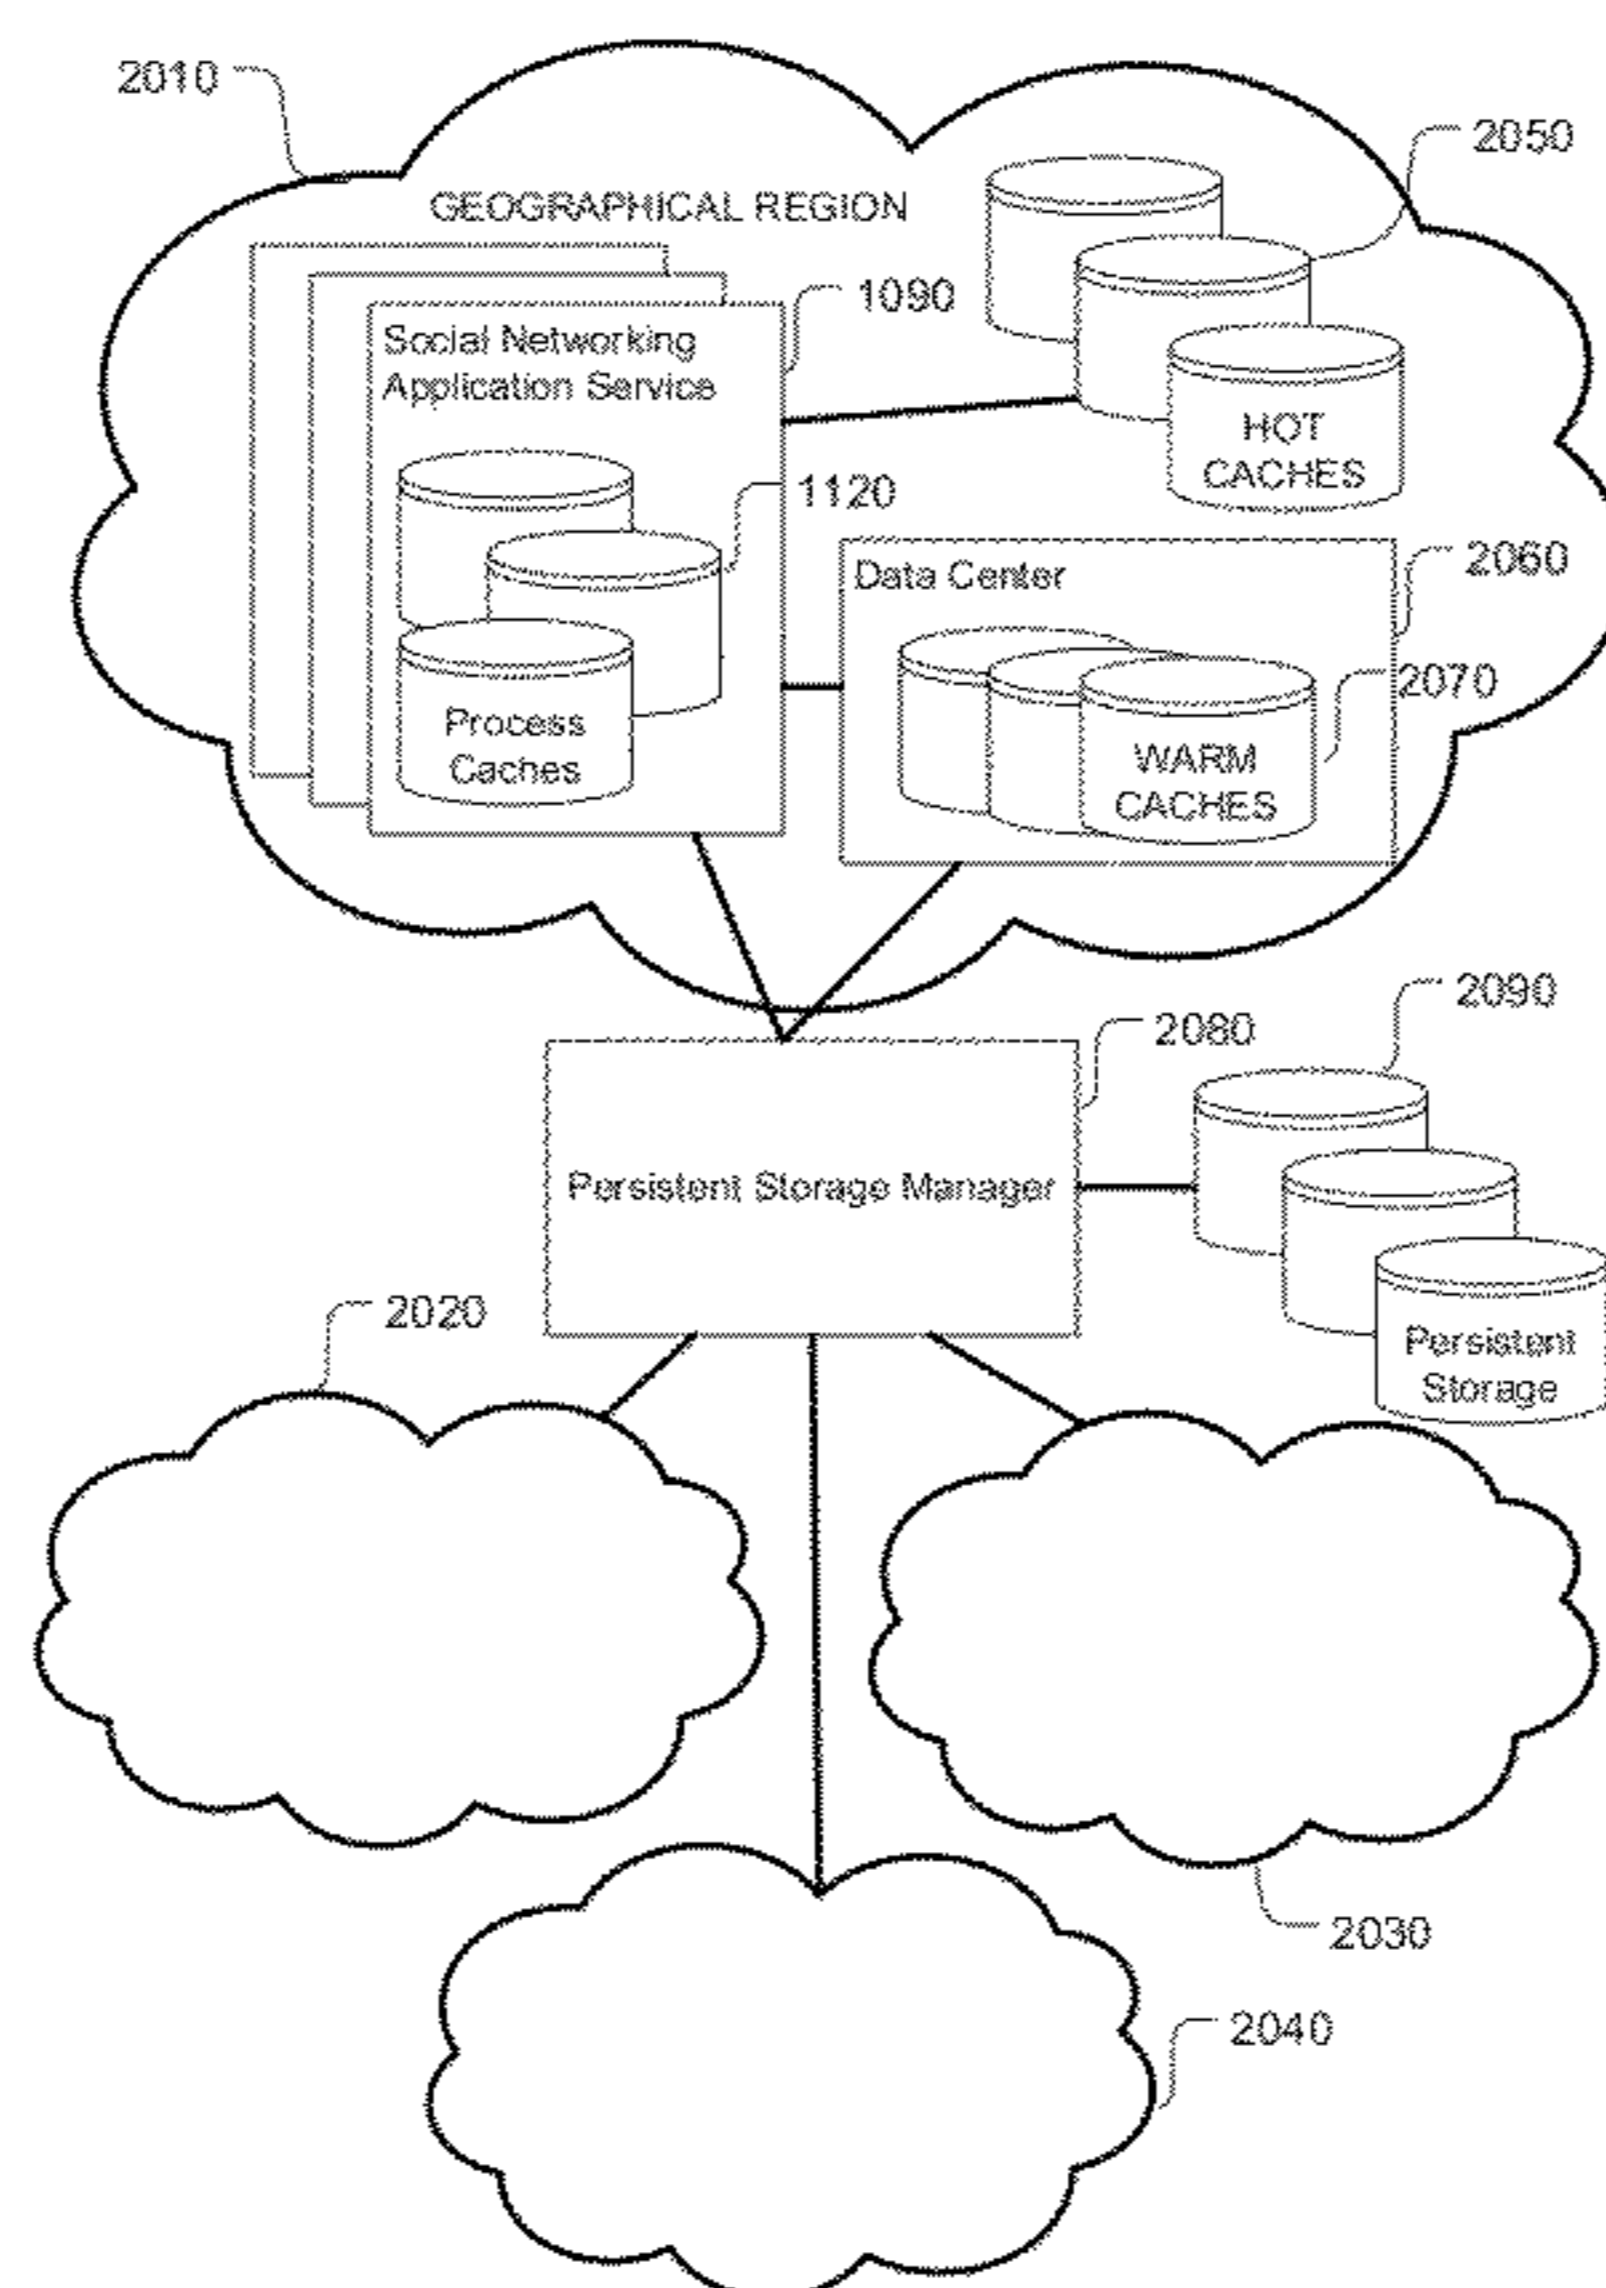 2010
2050
GEOGRAPHICAL REGION
1090
Social Networking
Application Service
HOT
CACHES
1120
2060
Data Center
2070
Process
Caches
WARM
CACHES
2090
2080
Persistent Storage Manager
2020
Persistent
Storage
2030
2040